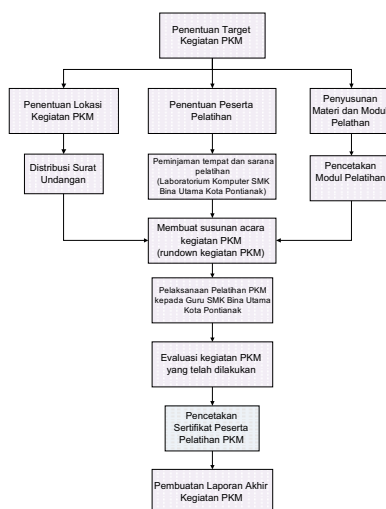 Penentuan Target
Kegiatan PKM
Penentuan Lokasi
Kegiatan PKM
Penentuan Peserta
Pelatihan
Penyusunan
Materi dan Modul
Pelathan
Distribusi Surat
Undangan
Peminjaman tempat dan sarana
pelatihan
(Laboratorium Komputer SMK
Bina Utama Kota Pontianak)
Pencetakan
Modul Pelatihan
Membuat susunan acara
kegiatan PKM
(rundown kegiatan PKM)
Pelaksanaan Pelatihan PKM
kepada Guru SMK Bina Utama
Kota Pontianak
Evaluasi kegiatan PKM
yang telah dilakukan
Pencetakan
Sertifikat Peserta
Pelatihan PKM
Pembuatan Laporan Akhir
Kegiatan PKM